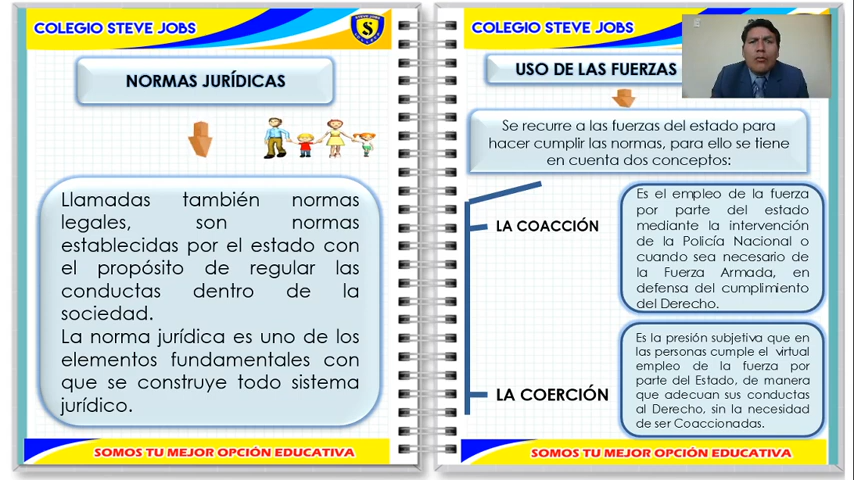 COLEGIO STEVE JOBS
STEVE JOBS
S
NORMAS JURÍDICAS
Llamadas también normas
legales, son normas
establecidas por el estado con
el propósito de regular las
conductas dentro de la
sociedad.
La norma jurídica es uno de los
elementos fundamentales con
que se construye todo sistema
jurídico.
SOMOS TU MEJOR OPCIÓN EDUCATIVA
COLEGIO STEVE JOBS
USO DE LAS FUERZAS
Se recurre a las fuerzas del estado para
hacer cumplir las normas, para ello se tiene
en cuenta dos conceptos:
LA COACCIÓN
Es el empleo de la fuerza
por parte del estado
mediante la intervención
de la Policía Nacional o
cuando sea necesario de
la Fuerza Armada, en
defensa del cumplimiento
del Derecho.
LA COERCIÓN
Es la presión subjetiva que en
las personas cumple el virtual
empleo de la fuerza por
parte del Estado, de manera
que adecuan sus conductas
al Derecho, sin la necesidad
de ser Coaccionadas.
SOMOS TU MEJOR OPCIÓN EDUCATIVA